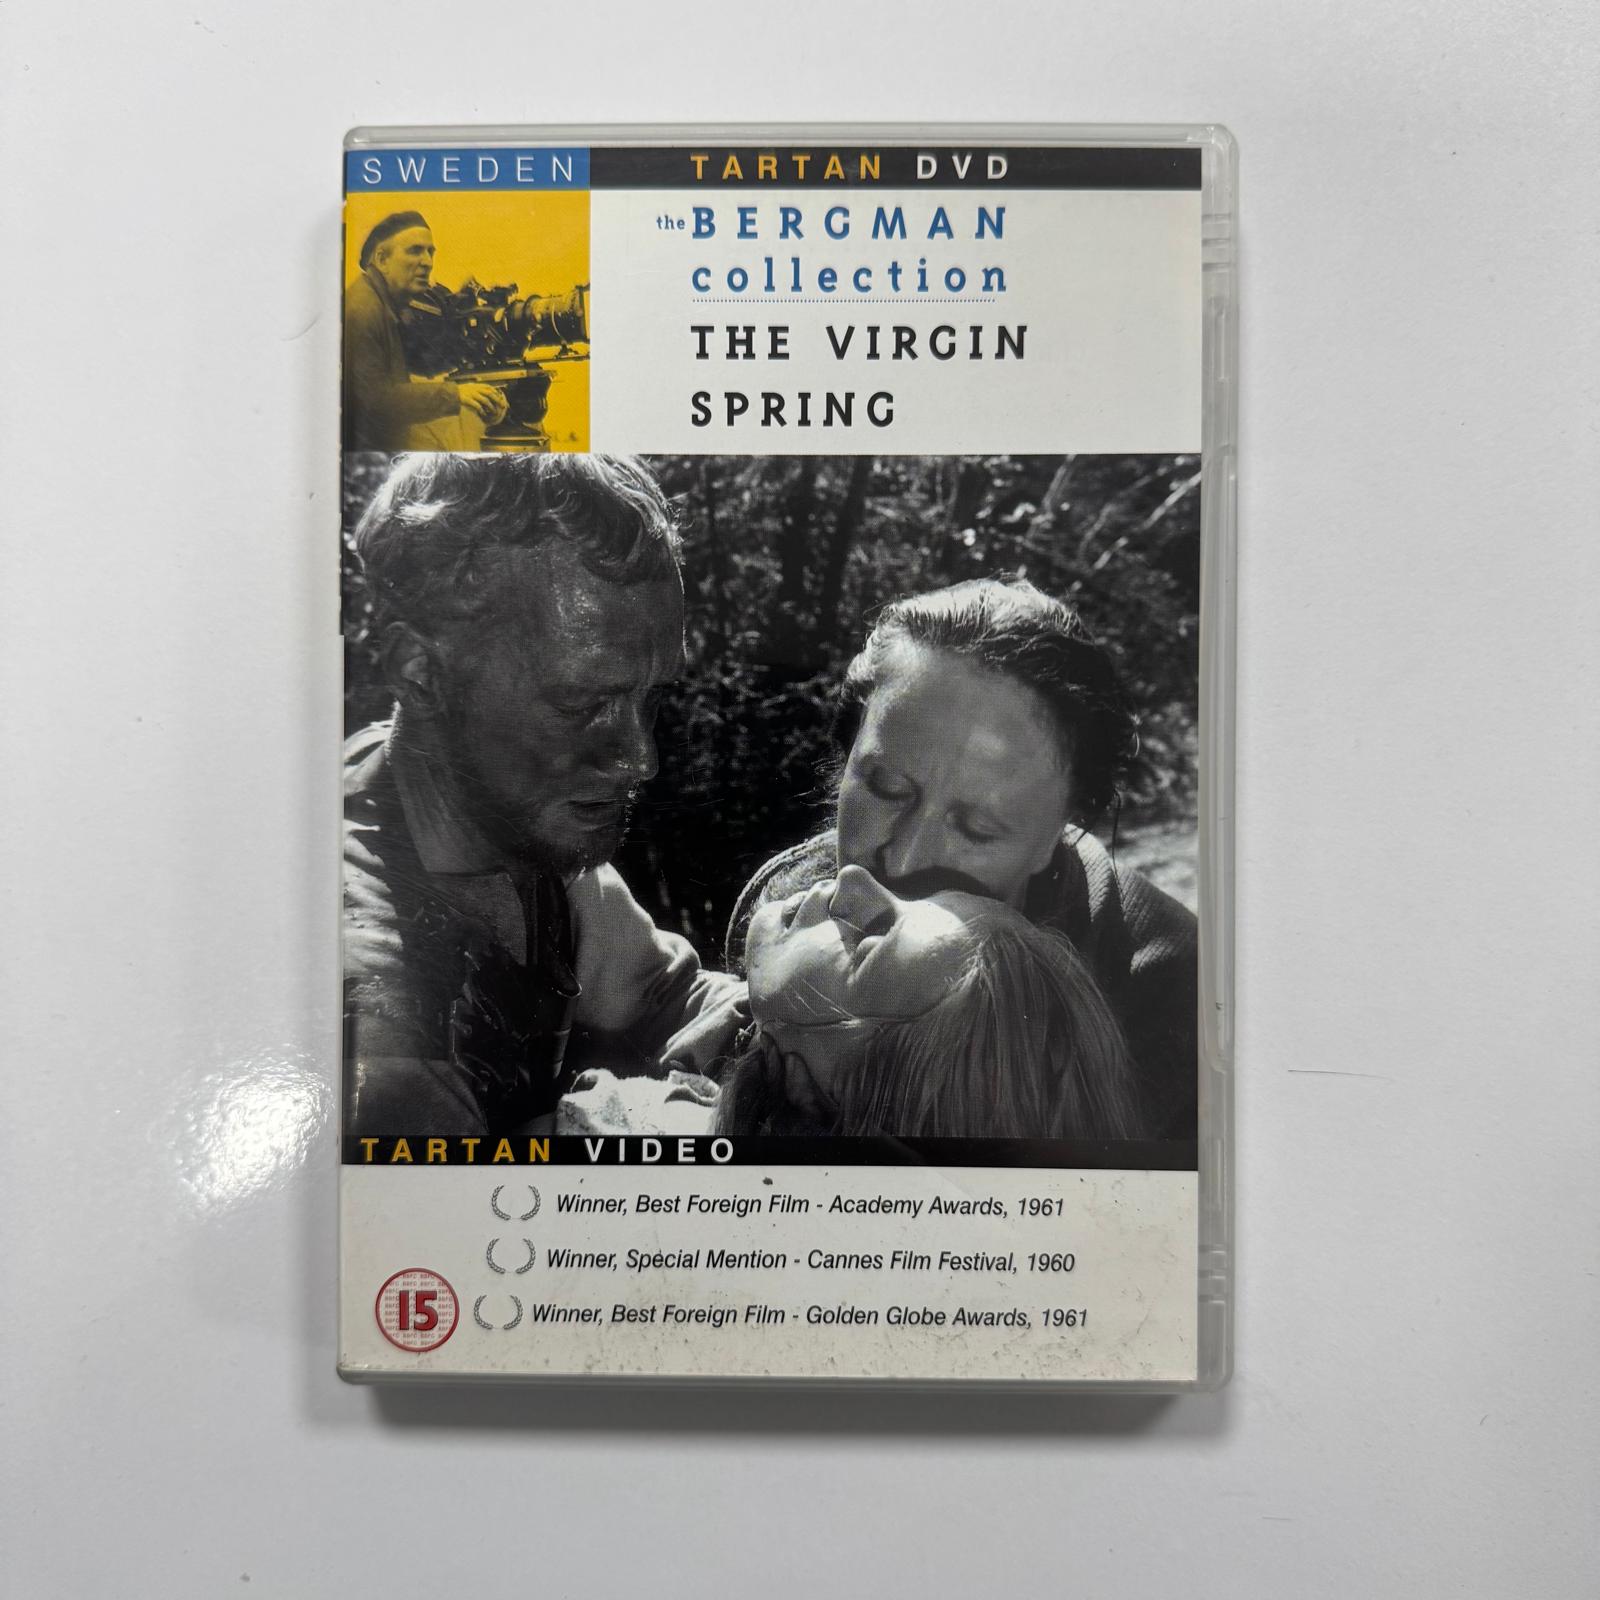 SWEDEN
TARTAN DVD
the BERGMAN
collection
THE VIRGIN
SPRING
TARTAN VIDEO
Winner, Best Foreign Film - Academy Awards, 1961
Winner, Special Mention - Cannes Film Festival, 1960
15
Winner, Best Foreign Film - Golden Globe Awards, 1961